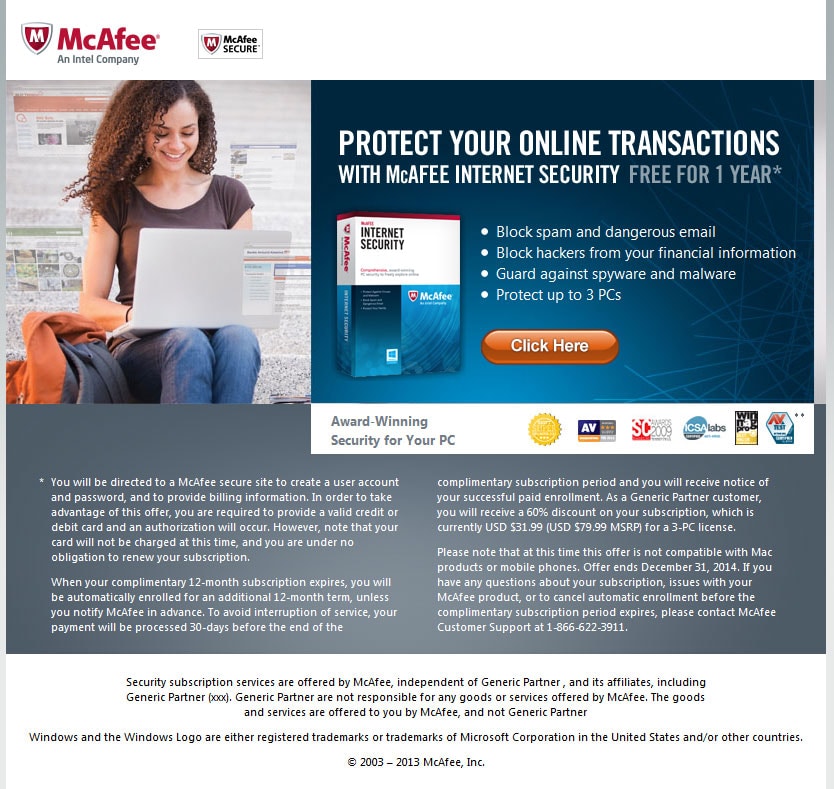 McAfee®
An Intel Company
McAfee
SECURE™
PROTECT YOUR ONLINE TRANSACTIONS
WITH McAFEE INTERNET SECURITY FREE FOR 1 YEAR*
McAFEE
INTERNET
SECURITY
McAfee
INTERNET SECURITY
McAfee
An Intel Company
• Block spam and dangerous email
• Block hackers from your financial information
• Guard against spyware and malware
• Protect up to 3 PCs
Click Here
Award-Winning
Security for Your PC
AV
SC AWARDS
2009
ICSAlabs
AV
TEST
**
* You will be directed to a McAfee secure site to create a user account
and password, and to provide billing information. In order to take
advantage of this offer, you are required to provide a valid credit or
debit card and an authorization will occur. However, note that your
card will not be charged at this time, and you are under no
obligation to renew your subscription.
When your complimentary 12-month subscription expires, you will
be automatically enrolled for an additional 12-month term, unless
you notify McAfee in advance. To avoid interruption of service, your
payment will be processed 30-days before the end of the
complimentary subscription period and you will receive notice of
your successful paid enrollment. As a Generic Partner customer,
you will receive a 60% discount on your subscription, which is
currently USD $31.99 (USD $79.99 MSRP) for a 3-PC license.
Please note that at this time this offer is not compatible with Mac
products or mobile phones. Offer ends December 31, 2014. If you
have any questions about your subscription, issues with your
McAfee product, or to cancel automatic enrollment before the
complimentary subscription period expires, please contact McAfee
Customer Support at 1-866-622-3911.
Security subscription services are offered by McAfee, independent of Generic Partner , and its affiliates, including
Generic Partner (xxx). Generic Partner are not responsible for any goods or services offered by McAfee. The goods
and services are offered to you by McAfee, and not Generic Partner
Windows and the Windows Logo are either registered trademarks or trademarks of Microsoft Corporation in the United States and/or other countries.
© 2003 – 2013 McAfee, Inc.